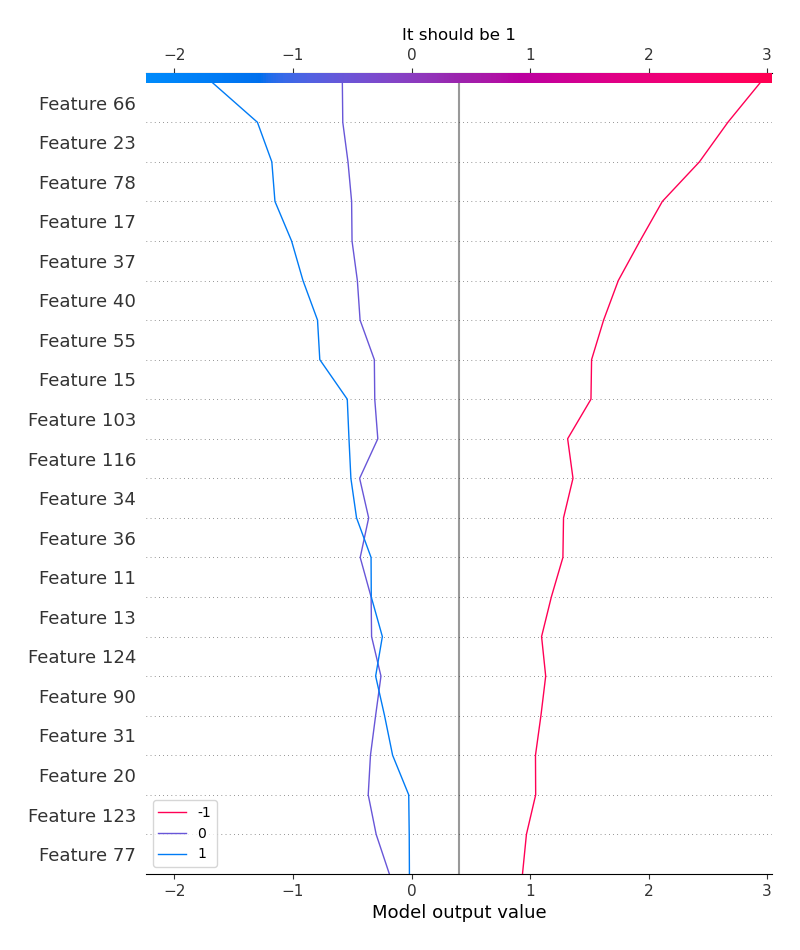 It should be 1
−2 −1 0 1 2 3
Feature 66
Feature 23
Feature 78
Feature 17
Feature 37
Feature 40
Feature 55
Feature 15
Feature 103
Feature 116
Feature 34
Feature 36
Feature 11
Feature 13
Feature 124
Feature 90
Feature 31
Feature 20
Feature 123
Feature 77
-1
0
1
−2 −1 0 1 2 3
Model output value